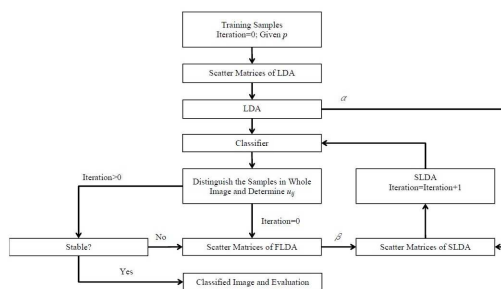 Training Samples
Iteration=0; Given p
Scatter Matrices of LDA
LDA
α
Classifier
Iteration>0
Distinguish the Samples in Whole
Image and Determine uij
SLDA
Iteration=Iteration+1
Iteration=0
Stable?
No
Scatter Matrices of FLDA
β
Scatter Matrices of SLDA
Yes
Classified Image and Evaluation